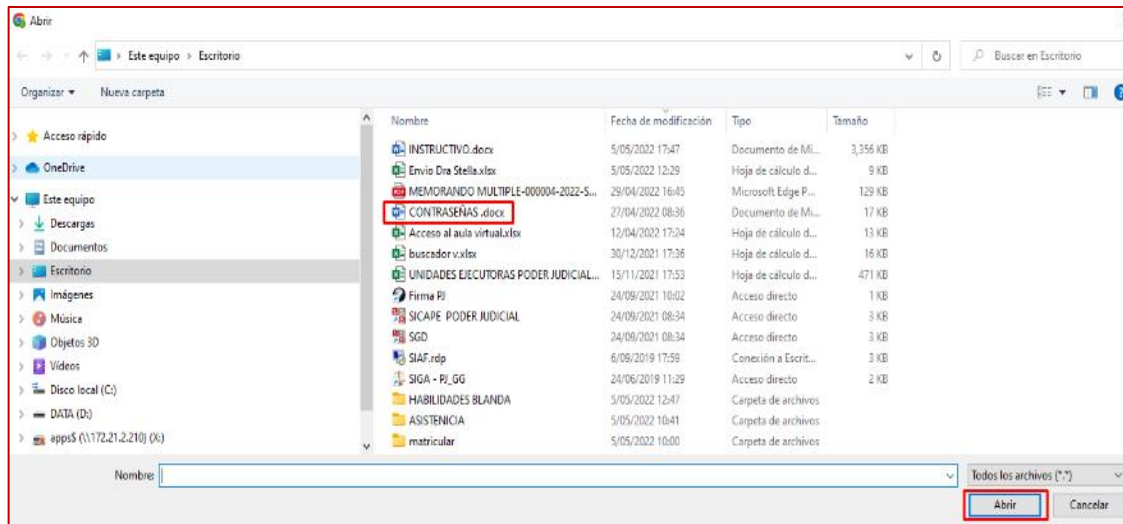 Abrir
Este equipo > Escritorio
Buscar en Escritorio
Organizar
Nueva carpeta
Acceso rápido
OneDrive
Este equipo
Descargas
Documentos
Escritorio
Imágenes
Música
Objetos 3D
Vídeos
Disco local (C:)
DATA (D:)
apps$ (\\172.21.2.210) (X:)
Nombre Fecha de modificación Tipo Tamaño
INSTRUCTIVO.docx 5/05/2022 17:47 Documento de Mi... 3,356 KB
Envio Dra Stella.xlsx 5/05/2022 12:29 Hoja de cálculo d... 9 KB
MEMORANDO MULTIPLE-000004-2022-S... 29/04/2022 16:45 Microsoft Edge P... 129 KB
CONTRASEÑAS .docx 27/04/2022 08:36 Documento de Mi... 17 KB
Acceso al aula virtual.xlsx 12/04/2022 17:24 Hoja de cálculo d... 13 KB
buscador v.xlsx 30/12/2021 17:36 Hoja de cálculo d... 16 KB
UNIDADES EJECUTORAS PODER JUDICIAL... 15/11/2021 17:53 Hoja de cálculo d... 471 KB
Firma PJ 24/09/2021 10:02 Acceso directo 1 KB
SICAPE PODER JUDICIAL 24/09/2021 08:34 Acceso directo 3 KB
SGD 24/09/2021 08:34 Acceso directo 3 KB
SIAF.rdp 6/09/2019 17:59 Conexión a Escrit... 3 KB
SIGA - PJ_GG 24/06/2019 11:29 Acceso directo 2 KB
HABILIDADES BLANDA 5/05/2022 12:47 Carpeta de archivos
ASISTENICIA 5/05/2022 10:41 Carpeta de archivos
matricular 5/05/2022 10:00 Carpeta de archivos
Nombre:
Todos los archivos (*.*)
Abrir
Cancelar